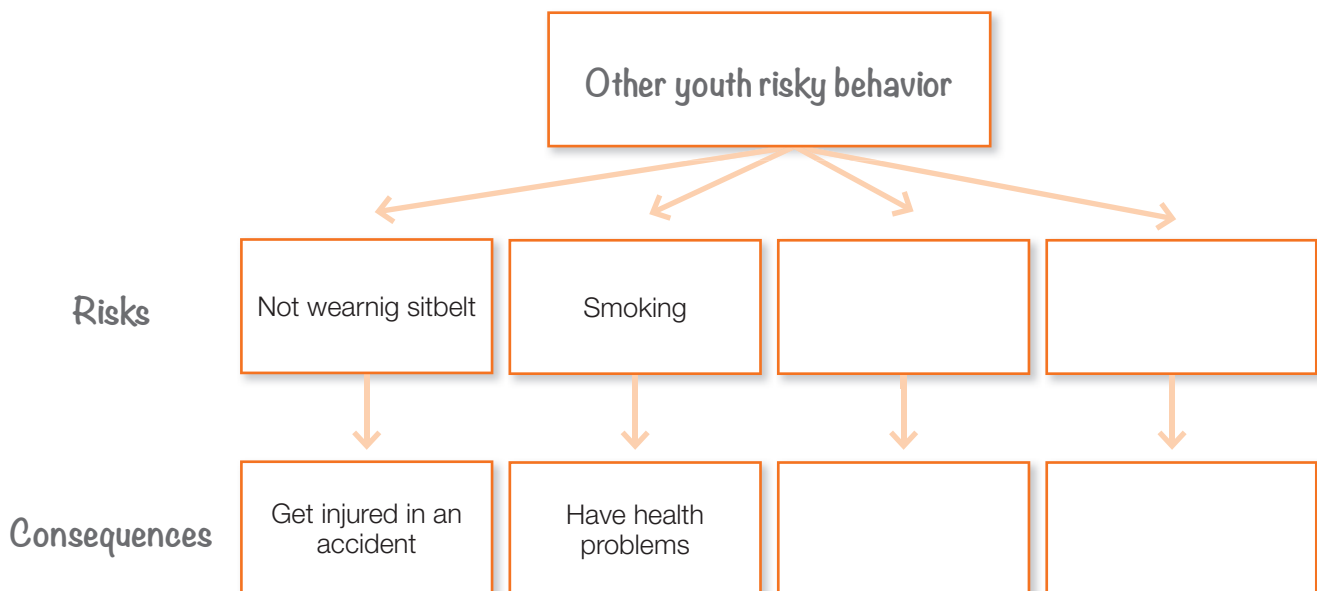 Other youth risky behavior
Risks
Not wearnig sitbelt
Smoking
Consequences
Get injured in an
accident
Have health
problems